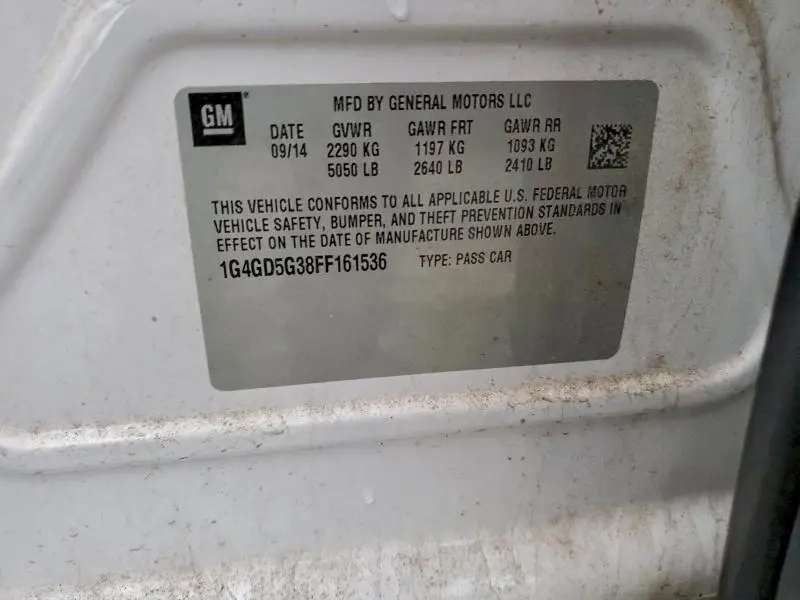 GM
MFD BY GENERAL MOTORS LLC
DATE GVWR GAWR FRT GAWR RR
09/14 2290 KG 1197 KG 1093 KG
5050 LB 2640 LB 2410 LB
THIS VEHICLE CONFORMS TO ALL APPLICABLE U.S. FEDERAL MOTOR
VEHICLE SAFETY, BUMPER, AND THEFT PREVENTION STANDARDS IN
EFFECT ON THE DATE OF MANUFACTURE SHOWN ABOVE.
1G4GD5G38FF161536 TYPE: PASS CAR